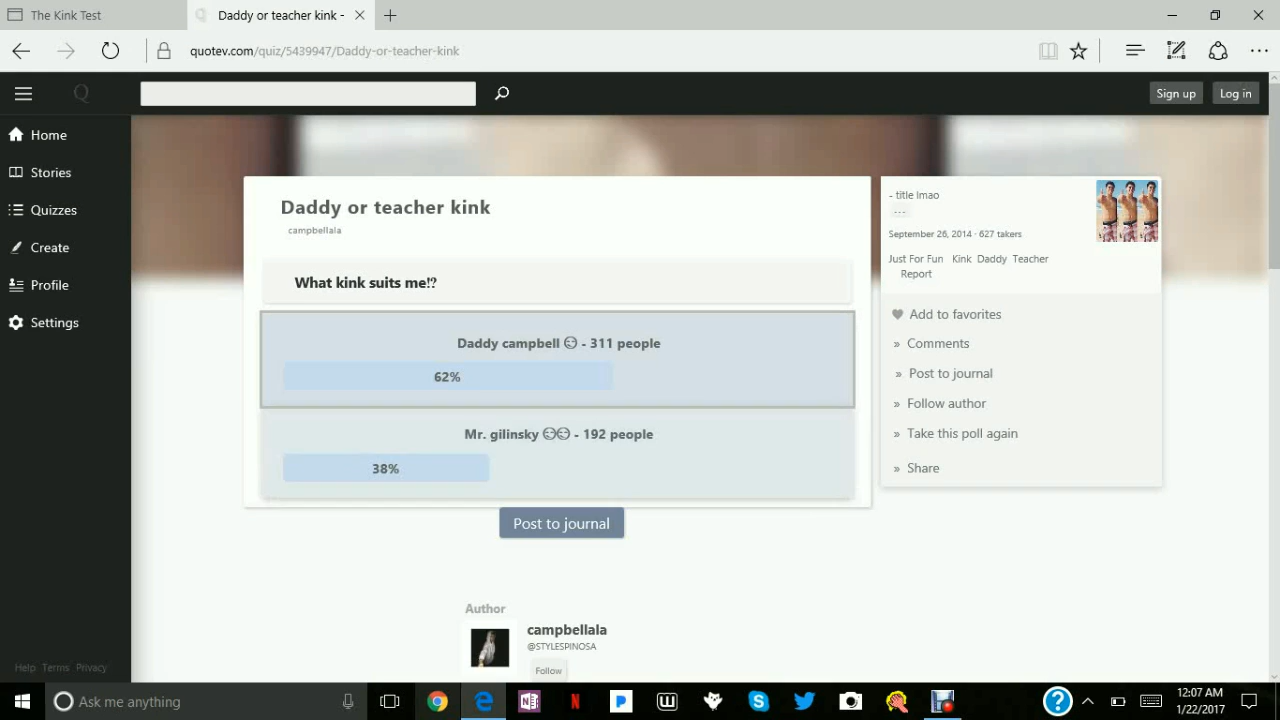 The Kink Test
Daddy or teacher kink -
quotev.com/quiz/5439947/Daddy-or-teacher-kink
Q
Sign up
Log in
Home
Stories
Quizzes
Create
Profile
Settings
Daddy or teacher kink
campbellala
What kink suits me!?
Daddy campbell 😏 - 311 people
62%
Mr. gilinsky 😏😏 - 192 people
38%
Post to journal
- title lmao
...
September 26, 2014 · 627 takers
Just For Fun Kink Daddy Teacher
Report
Add to favorites
» Comments
» Post to journal
» Follow author
» Take this poll again
» Share
Author
campbellala
@STYLESPINOSA
Follow
Help Terms Privacy
Ask me anything
12:07 AM
1/22/2017